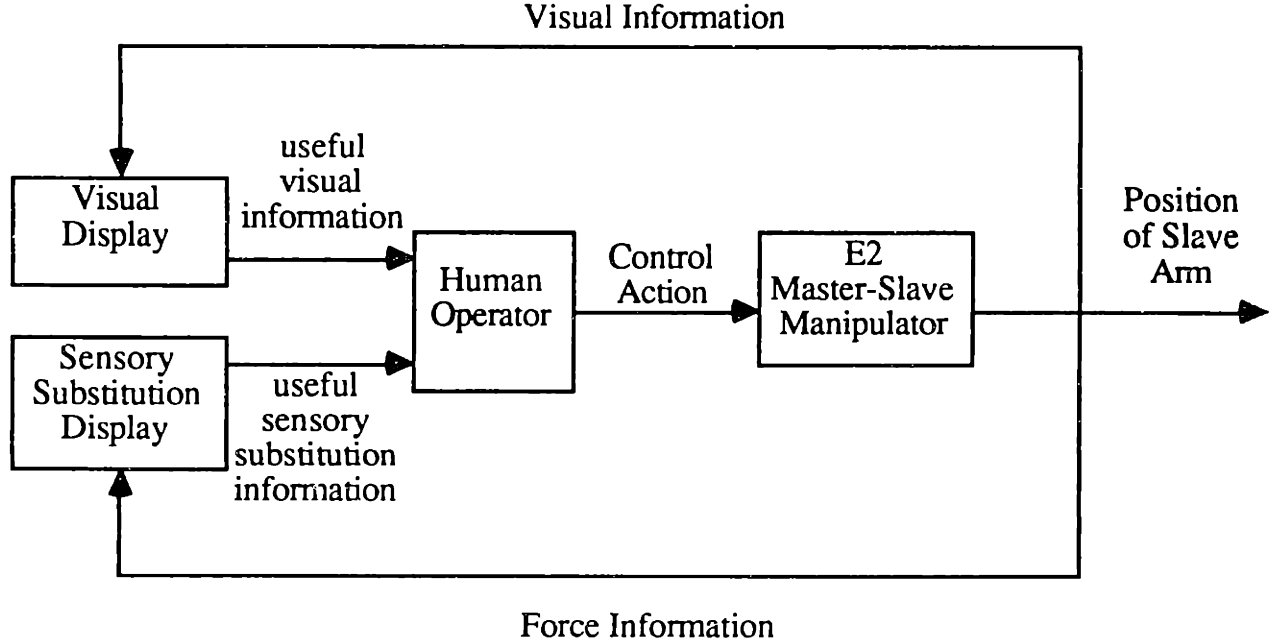 Visual Information
useful
visual
information
Visual
Display
Position
of Slave
Arm
Human
Operator
Control
Action
E2
Master-Slave
Manipulator
Sensory
Substitution
Display
useful
sensory
substitution
information
Force Information